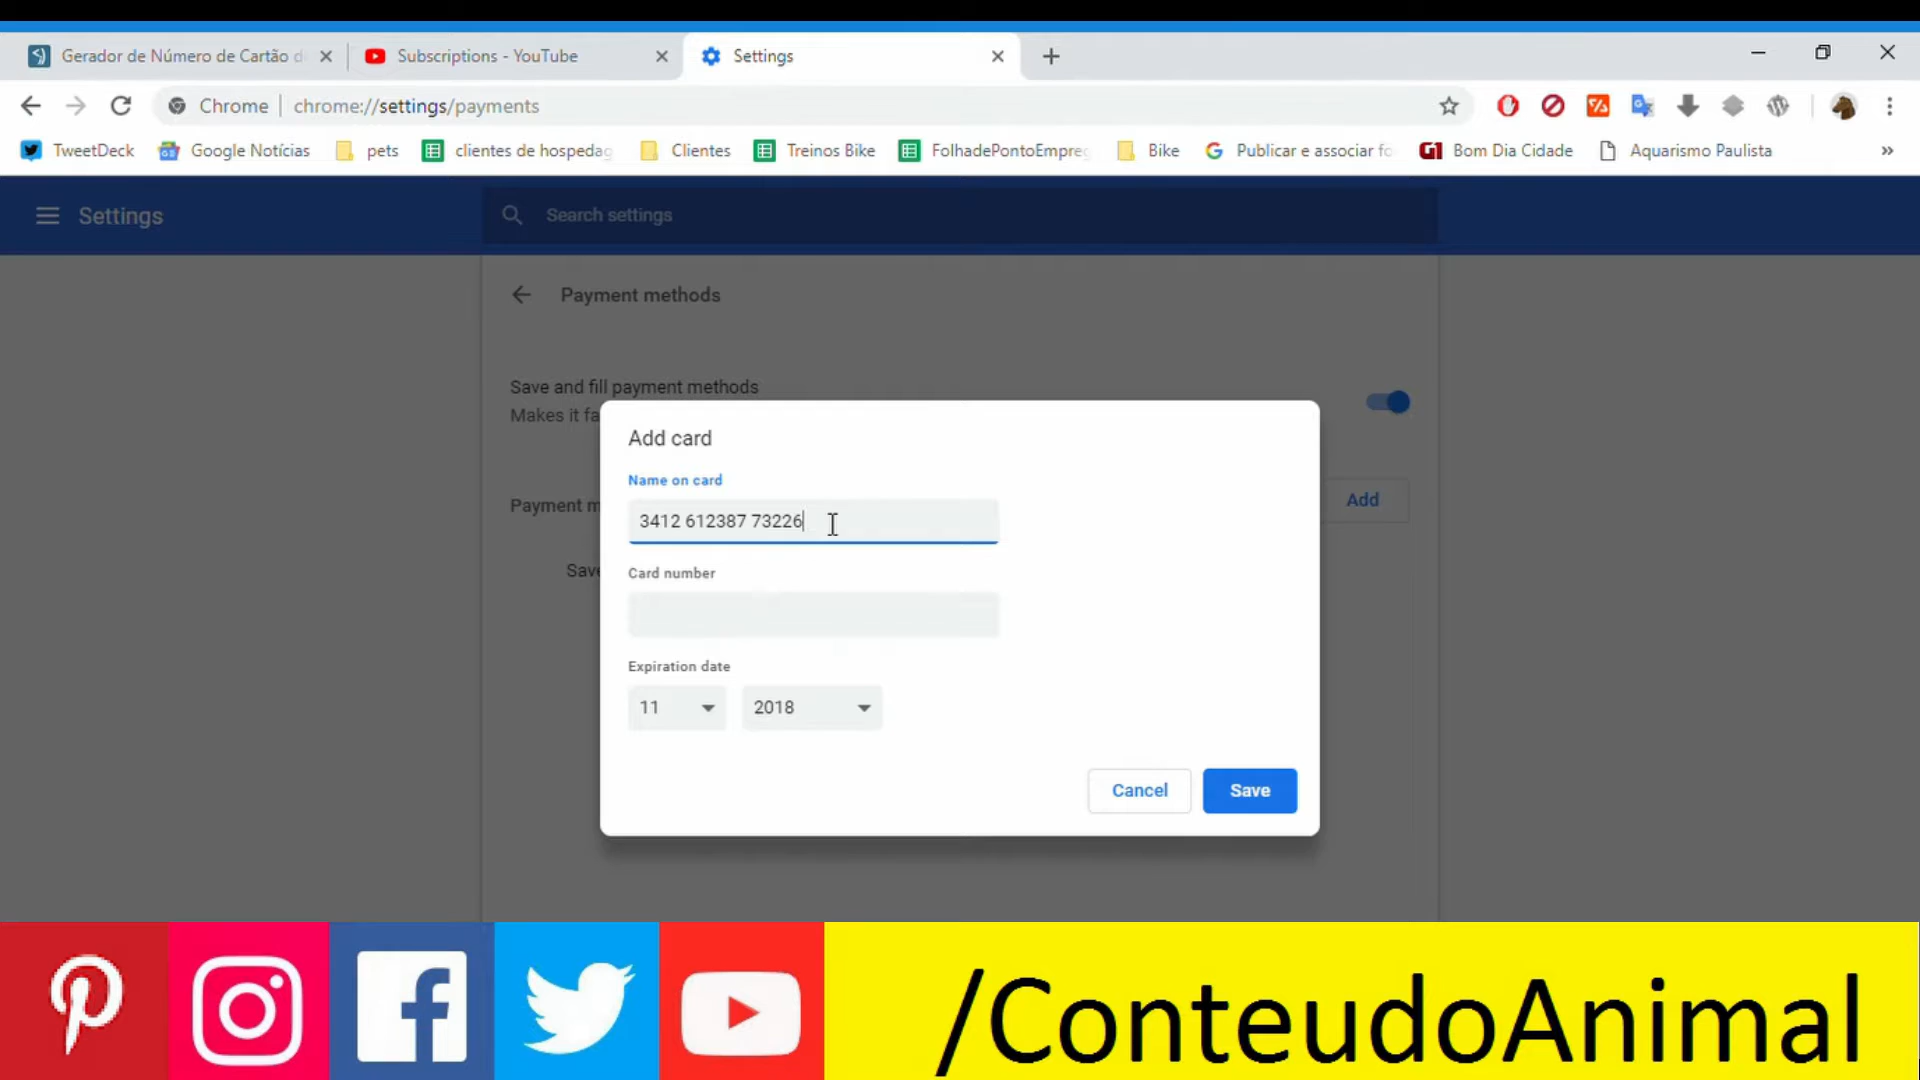 Gerador de Número de Cartão d
Subscriptions - YouTube
Settings
Chrome
chrome://settings/payments
TweetDeck
Google Notícias
pets
clientes de hospedag
Clientes
Treinos Bike
FolhadePontoEmpreg
Bike
Publicar e associar fo
G1
Bom Dia Cidade
Aquarismo Paulista
»
Settings
Search settings
Payment methods
Save and fill payment methods
Makes it fa
Payment m
Add
Save
Add card
Name on card
3412 612387 73226
Card number
Expiration date
11
2018
Cancel
Save
/ConteudoAnimal